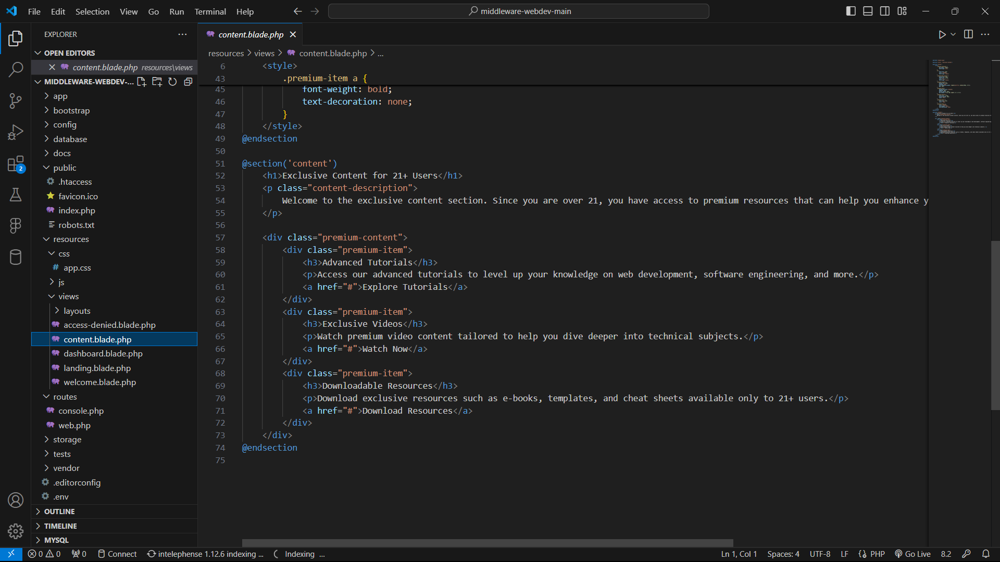 File Edit Selection View Go Run Terminal Help
middleware-webdev-main
EXPLORER
OPEN EDITORS
content.blade.php resources\views
MIDDLEWARE-WEBDEV-...
app
bootstrap
config
database
docs
public
.htaccess
favicon.ico
index.php
robots.txt
resources
css
# app.css
js
views
layouts
access-denied.blade.php
content.blade.php
dashboard.blade.php
landing.blade.php
welcome.blade.php
routes
console.php
web.php
storage
tests
vendor
.editorconfig
.env
OUTLINE
TIMELINE
MYSQL
2
content.blade.php
resources > views > content.blade.php > ...
6 <style>
43 .premium-item a {
45 font-weight: bold;
46 text-decoration: none;
47 }
48 </style>
49 @endsection
50
51 @section('content')
52 <h1>Exclusive Content for 21+ Users</h1>
53 <p class="content-description">
54 Welcome to the exclusive content section. Since you are over 21, you have access to premium resources that can help you enhance y
55 </p>
56
57 <div class="premium-content">
58 <div class="premium-item">
59 <h3>Advanced Tutorials</h3>
60 <p>Access our advanced tutorials to level up your knowledge on web development, software engineering, and more.</p>
61 <a href="#">Explore Tutorials</a>
62 </div>
63 <div class="premium-item">
64 <h3>Exclusive Videos</h3>
65 <p>Watch premium video content tailored to help you dive deeper into technical subjects.</p>
66 <a href="#">Watch Now</a>
67 </div>
68 <div class="premium-item">
69 <h3>Downloadable Resources</h3>
70 <p>Download exclusive resources such as e-books, templates, and cheat sheets available only to 21+ users.</p>
71 <a href="#">Download Resources</a>
72 </div>
73 </div>
74 @endsection
75
0 0 0 Connect intelephense 1.12.6 indexing ... Indexing ... Ln 1, Col 1 Spaces: 4 UTF-8 LF {} PHP Go Live 8.2